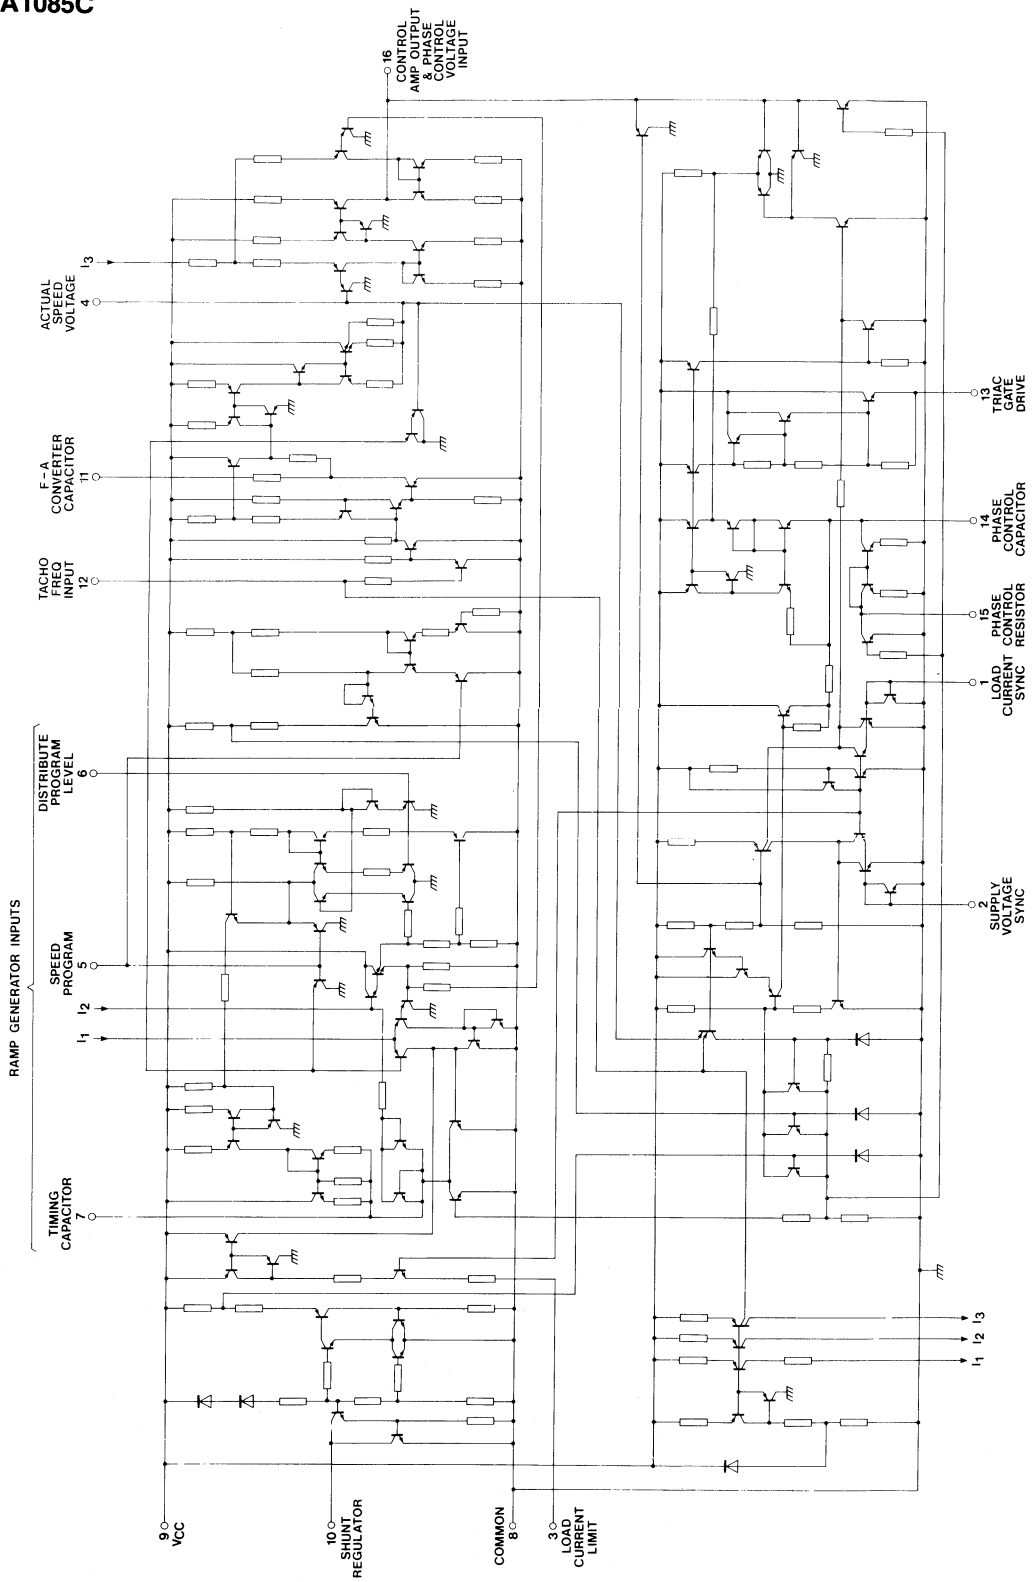 A1085C
16
CONTROL
AMP OUTPUT
& PHASE
CONTROL
VOLTAGE
INPUT
I3
ACTUAL
SPEED
VOLTAGE
4
F - A
CONVERTER
CAPACITOR
11
TACHO
FREQ
INPUT
12
RAMP GENERATOR INPUTS
DISTRIBUTE
PROGRAM
LEVEL
6
SPEED
PROGRAM
5
I2
I1
TIMING
CAPACITOR
7
9
VCC
10
SHUNT
REGULATOR
COMMON
8
3
LOAD
CURRENT
LIMIT
13
TRIAC
GATE
DRIVE
14
PHASE
CONTROL
CAPACITOR
15
PHASE
CONTROL
RESISTOR
1
LOAD
CURRENT
SYNC
2
SUPPLY
VOLTAGE
SYNC
I3
I2
I1